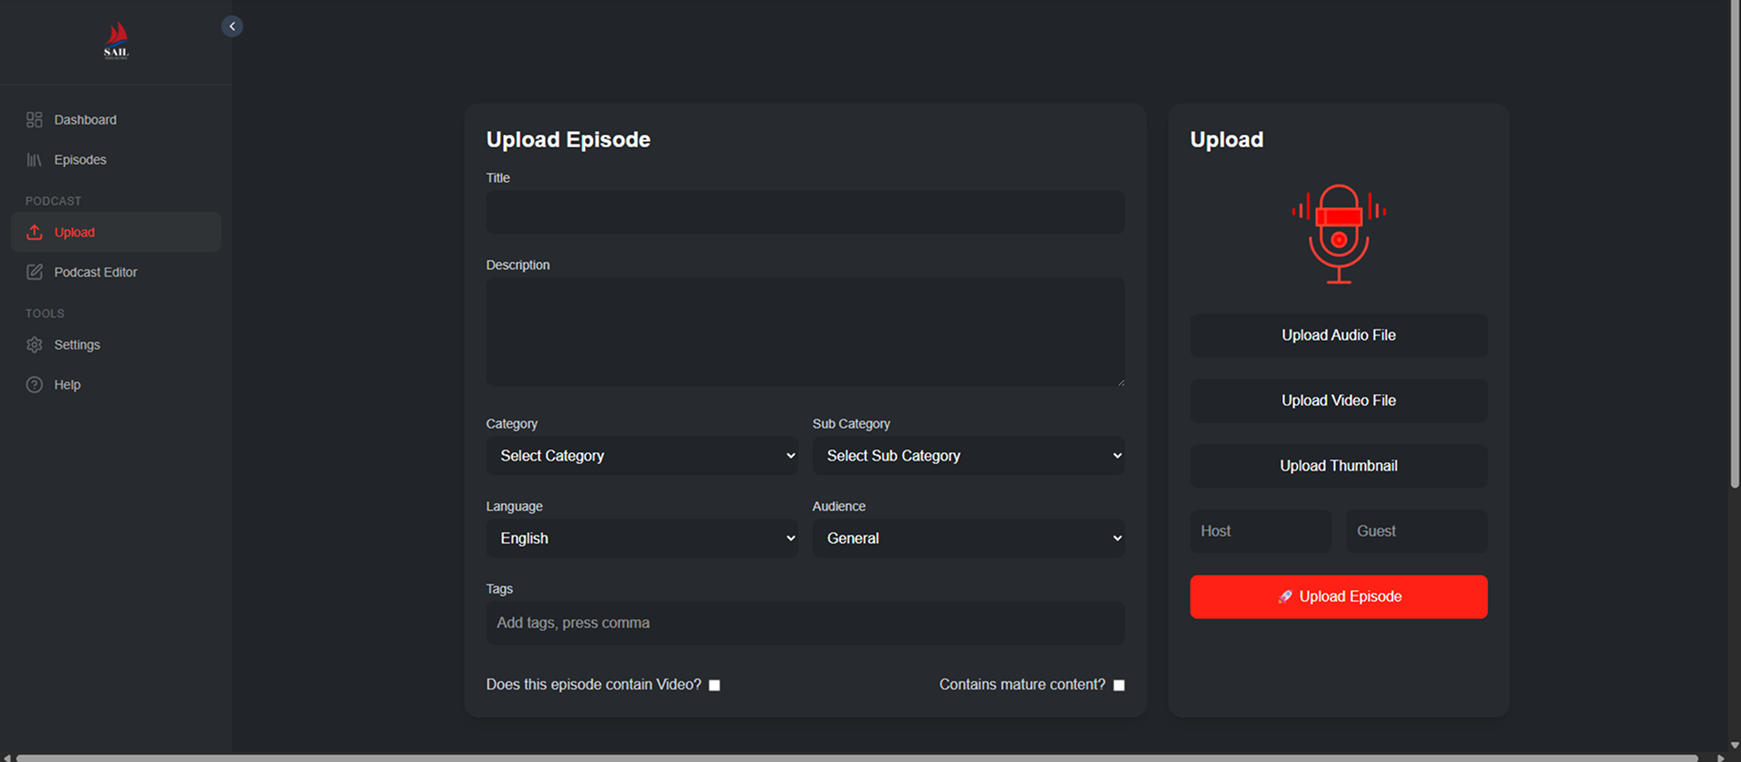 SAIL
Dashboard
Episodes
PODCAST
Upload
Podcast Editor
TOOLS
Settings
Help
Upload Episode
Title
Description
Category
Sub Category
Select Category
Select Sub Category
Language
Audience
English
General
Tags
Add tags, press comma
Does this episode contain Video?
Contains mature content?
Upload
Upload Audio File
Upload Video File
Upload Thumbnail
Host
Guest
🚀 Upload Episode